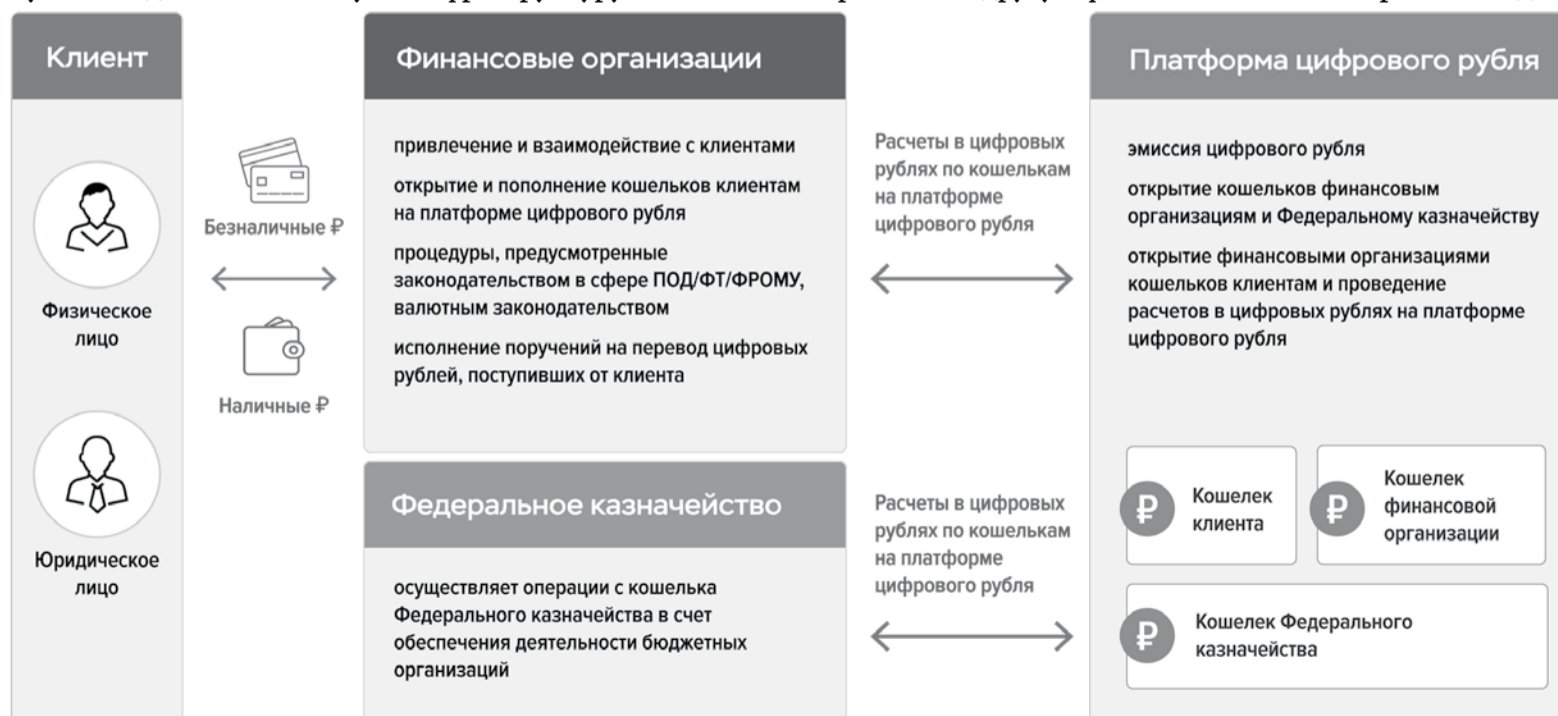 Клиент
Физическое
лицо
Юридическое
лицо
Безналичные ₽
Наличные ₽
Финансовые организации
привлечение и взаимодействие с клиентами
открытие и пополнение кошельков клиентам
на платформе цифрового рубля
процедуры, предусмотренные
законодательством в сфере ПОД/ФТ/ФРОМУ,
валютным законодательством
исполнение поручений на перевод цифровых
рублей, поступивших от клиента
Федеральное казначейство
осуществляет операции с кошелька
Федерального казначейства в счет
обеспечения деятельности бюджетных
организаций
Расчеты в цифровых
рублях по кошелькам
на платформе
цифрового рубля
Расчеты в цифровых
рублях по кошелькам
на платформе
цифрового рубля
Платформа цифрового рубля
эмиссия цифрового рубля
открытие кошельков финансовым
организациям и Федеральному казначейству
открытие финансовыми организациями
кошельков клиентам и проведение
расчетов в цифровых рублях на платформе
цифрового рубля
₽ Кошелек
клиента
₽ Кошелек
финансовой
организации
₽ Кошелек Федерального
казначейства